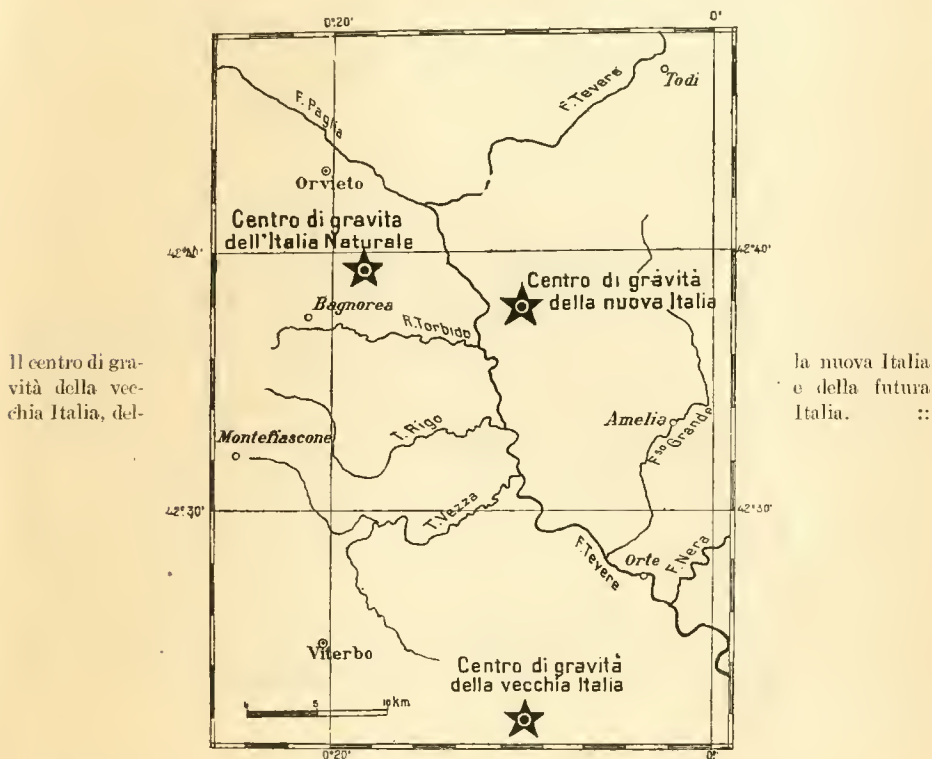 0°20'
0°
F. Paglia
F. Tevere
Todi
Orvieto
Centro di gravita
dell'Italia Naturale
42°40'
42°40'
Centro di gravità
della nuova Italia
Bagnorea
R. Torbido
Il centro di gra-
vità della vec-
chia Italia, del-
la nuova Italia
e della futura
Italia. ::
Amelia
Fso Grande
T. Rigo
Montefiascone
T. Vezza
42°30'
42°30'
F. Tevere
Orte
F. Nera
Viterbo
Centro di gravità
della vecchia Italia
5
10 km
0°20'
0°